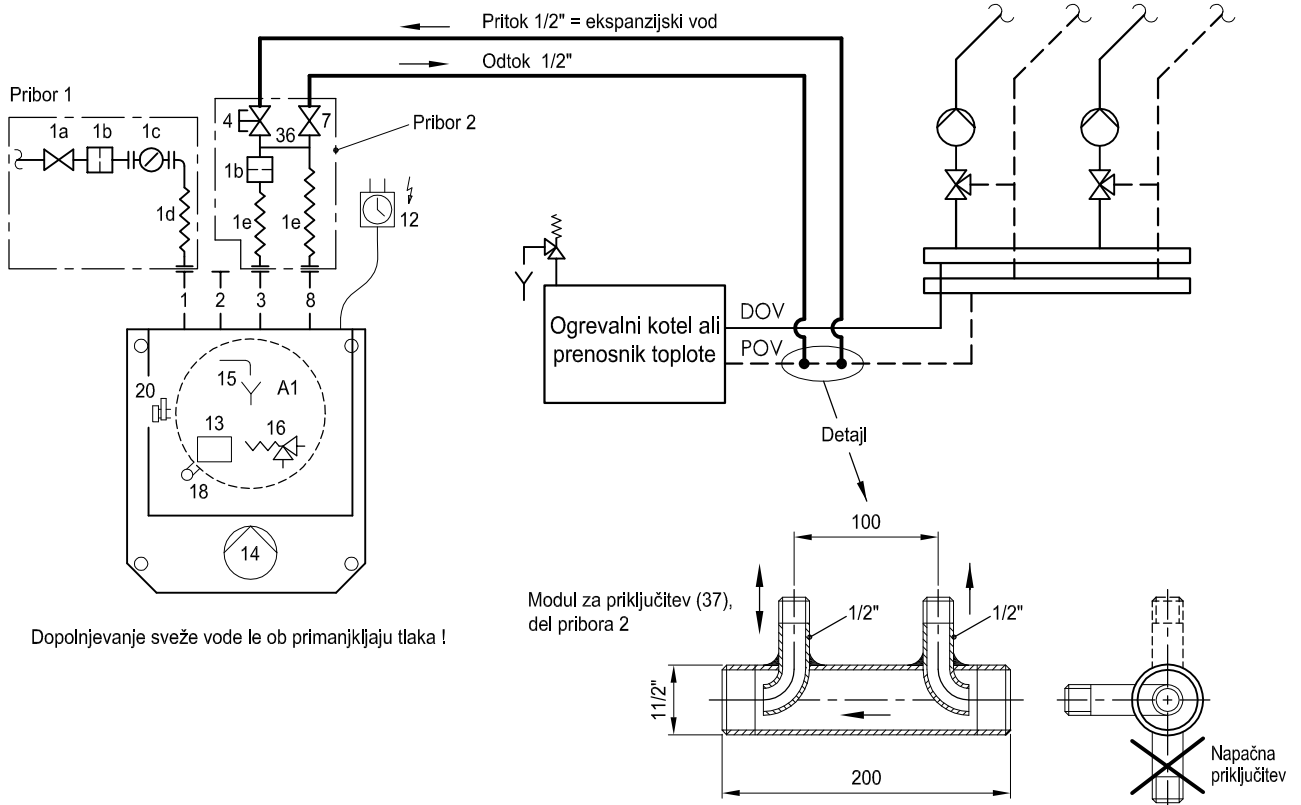 Pritok 1/2" = ekspanzijski vod
Odtok 1/2"
Pribor 1
1a
1b
1c
1d
4
36
7
Pribor 2
1b
1e
1e
12
1
2
3
8
15
A1
20
13
16
18
14
Dopolnjevanje sveže vode le ob primanjkljaju tlaka !
Ogrevalni kotel ali
prenosnik toplote
DOV
POV
Detajl
100
Modul za priključitev (37),
del pribora 2
1/2"
1/2"
11/2"
200
Napačna
priključitev